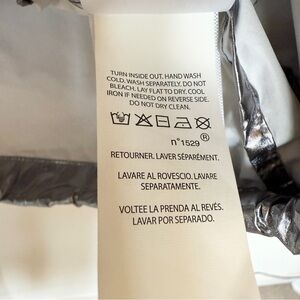 TURN INSIDE OUT. HAND WASH
COLD. WASH SEPARATELY. DO NOT
BLEACH. LAY FLAT TO DRY. COOL
IRON IF NEEDED ON REVERSE SIDE.
DO NOT DRY CLEAN.
n°1529®
RETOURNER. LAVER SÉPARÉMENT.
LAVARE AL ROVESCIO. LAVARE
SEPARATAMENTE.
VOLTEE LA PRENDA AL REVÉS.
LAVAR POR SEPARADO.